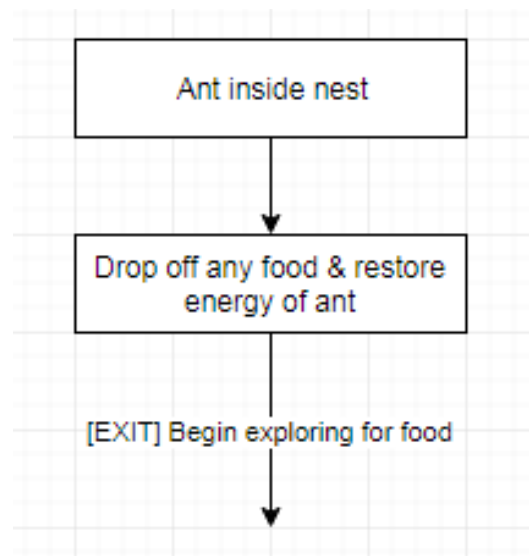 Ant inside nest
Drop off any food & restore
energy of ant
[EXIT] Begin exploring for food